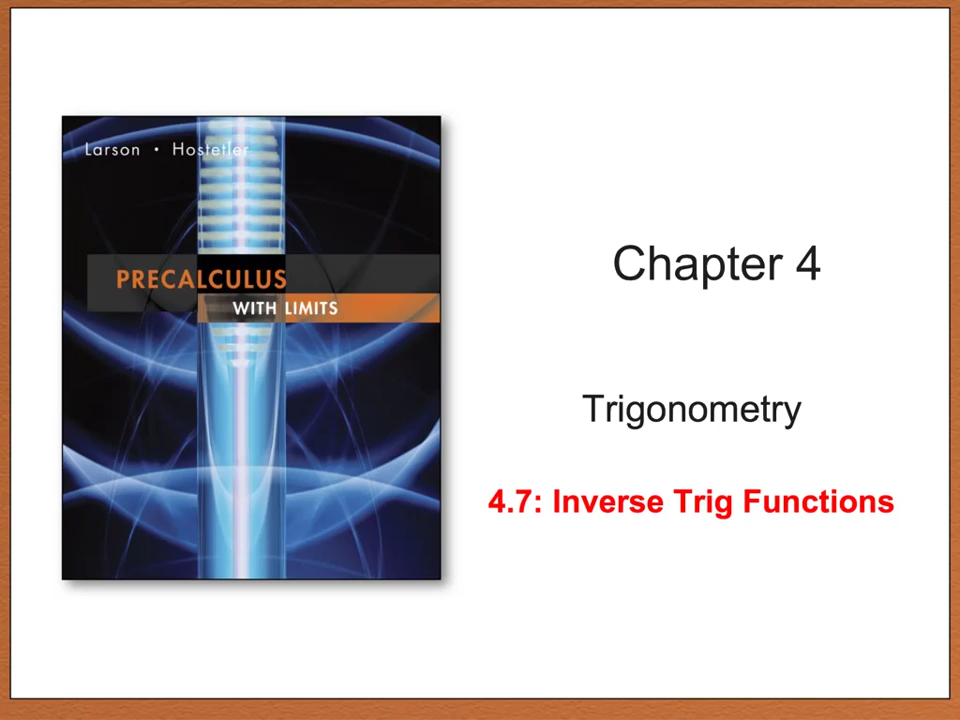 Larson • Hostetler
PRECALCULUS
WITH LIMITS
Chapter 4
Trigonometry
4.7: Inverse Trig Functions